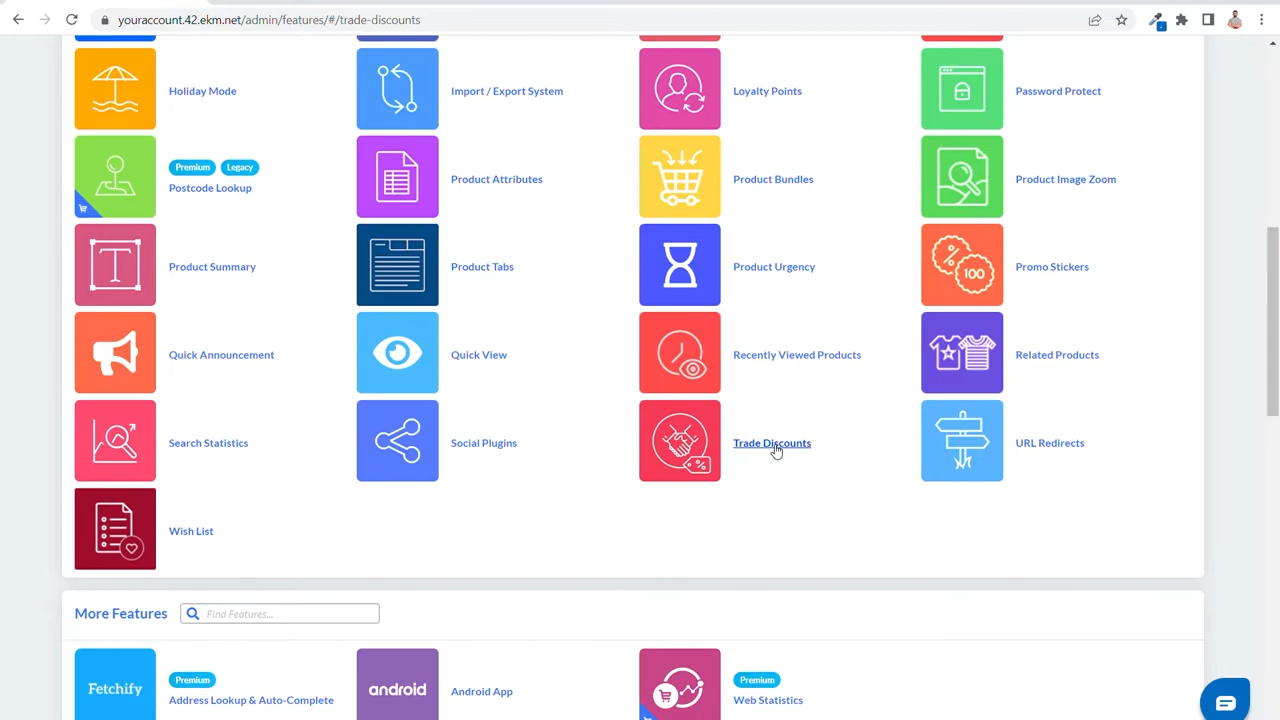 youraccount.42.ekm.net/admin/features/#/trade-discounts
Holiday Mode
Import / Export System
Loyalty Points
Password Protect
Premium
Legacy
Postcode Lookup
Product Attributes
Product Bundles
Product Image Zoom
T
Product Summary
Product Tabs
Product Urgency
%
100
Promo Stickers
Quick Announcement
Quick View
Recently Viewed Products
Related Products
Search Statistics
Social Plugins
%
Trade Discounts
URL Redirects
Wish List
More Features
Find Features...
Fetchify
Premium
Address Lookup & Auto-Complete
android
Android App
Premium
Web Statistics